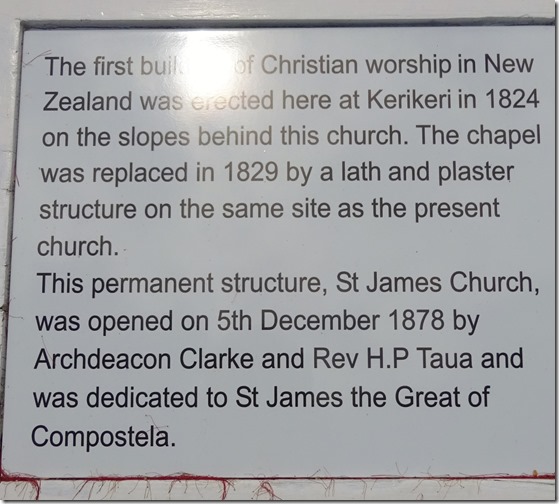 The first building of Christian worship in New
Zealand was erected here at Kerikeri in 1824
on the slopes behind this church. The chapel
was replaced in 1829 by a lath and plaster
structure on the same site as the present
church.
This permanent structure, St James Church,
was opened on 5th December 1878 by
Archdeacon Clarke and Rev H.P Taua and
was dedicated to St James the Great of
Compostela.